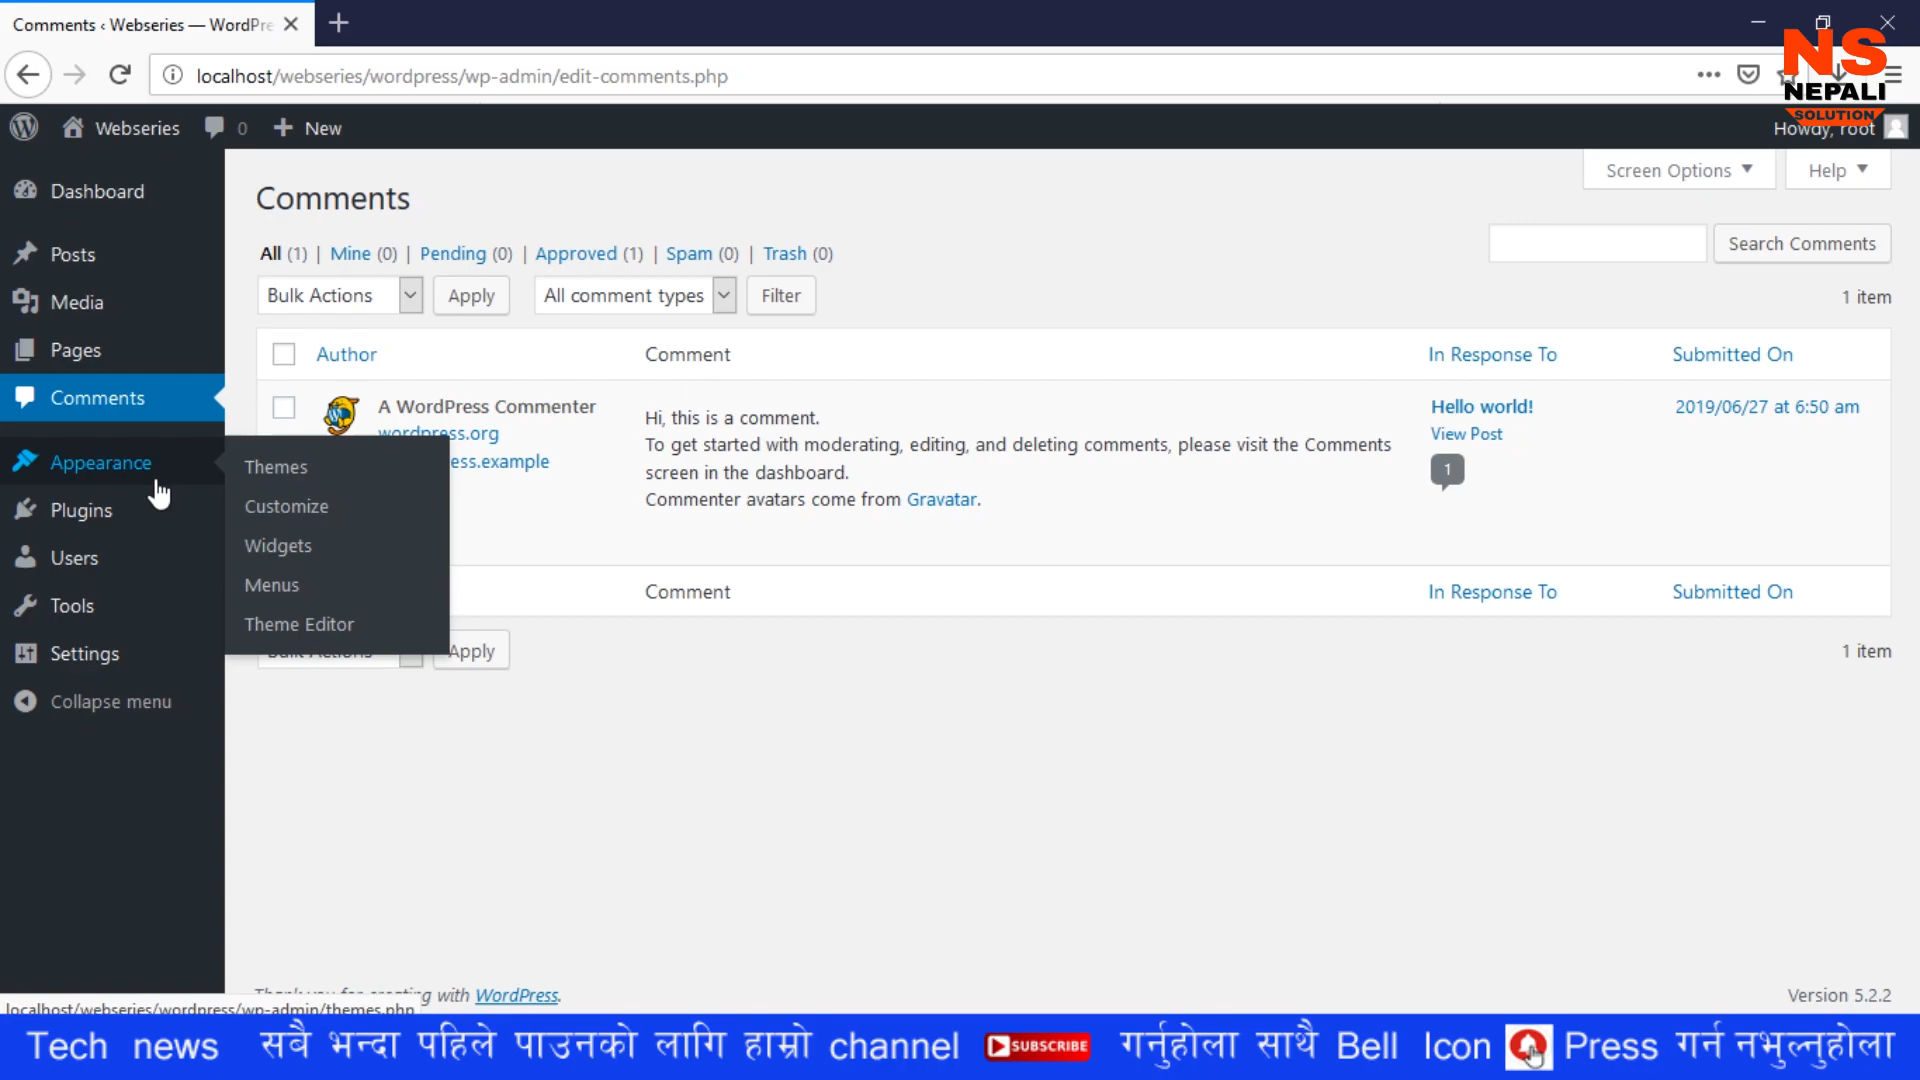 Comments ‹ Webseries — WordPre
localhost/webseries/wordpress/wp-admin/edit-comments.php
NS
NEPALI
SOLUTION
Webseries 0 New
Howdy, root
Screen Options Help
Dashboard
Posts
Media
Pages
Comments
Appearance
Plugins
Users
Tools
Settings
Collapse menu
Themes
Customize
Widgets
Menus
Theme Editor
Comments
All (1) | Mine (0) | Pending (0) | Approved (1) | Spam (0) | Trash (0)
Search Comments
Bulk Actions Apply All comment types Filter
1 item
Author Comment In Response To Submitted On
A WordPress Commenter
wordpress.org
ess.example
Hi, this is a comment.
To get started with moderating, editing, and deleting comments, please visit the Comments
screen in the dashboard.
Commenter avatars come from Gravatar.
Hello world!
View Post
1
2019/06/27 at 6:50 am
Comment In Response To Submitted On
Bulk Actions Apply
1 item
Thank you for creating with WordPress.
Version 5.2.2
localhost/webseries/wordpress/wp-admin/themes.php
Tech news सबै भन्दा पहिले पाउनको लागि हाम्रो channel SUBSCRIBE गर्नुहोला साथै Bell Icon Press गर्न नभुल्नुहोला